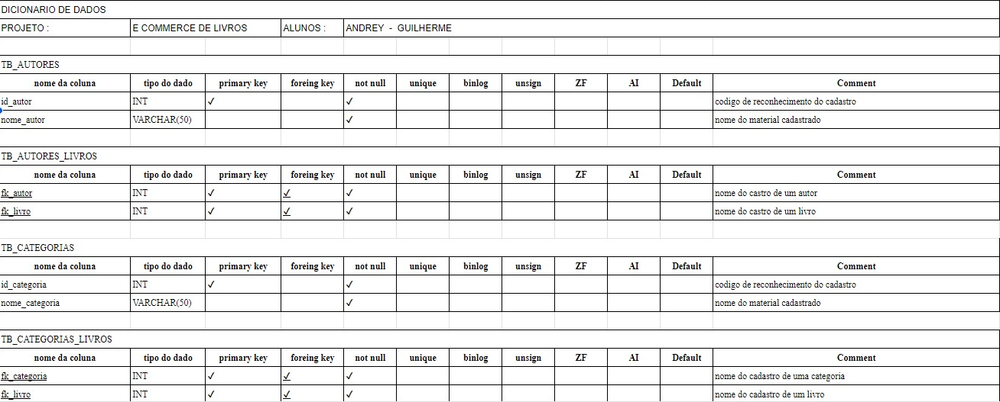 DICIONARIO DE DADOS
PROJETO : E COMMERCE DE LIVROS ALUNOS : ANDREY - GUILHERME
TB_AUTORES
nome da coluna tipo do dado primary key foreing key not null unique binlog unsign ZF AI Default Comment
id_autor INT ✓ ✓ codigo de reconhecimento do cadastro
nome_autor VARCHAR(50) ✓ nome do material cadastrado
TB_AUTORES_LIVROS
nome da coluna tipo do dado primary key foreing key not null unique binlog unsign ZF AI Default Comment
fk_autor INT ✓ ✓ ✓ nome do castro de um autor
fk_livro INT ✓ ✓ ✓ nome do castro de um livro
TB_CATEGORIAS
nome da coluna tipo do dado primary key foreing key not null unique binlog unsign ZF AI Default Comment
id_categoria INT ✓ ✓ codigo de reconhecimento do cadastro
nome_categoria VARCHAR(50) ✓ nome do material cadastrado
TB_CATEGORIAS_LIVROS
nome da coluna tipo do dado primary key foreing key not null unique binlog unsign ZF AI Default Comment
fk_categoria INT ✓ ✓ ✓ nome do cadastro de uma categoria
fk_livro INT ✓ ✓ ✓ nome do cadastro de um livro